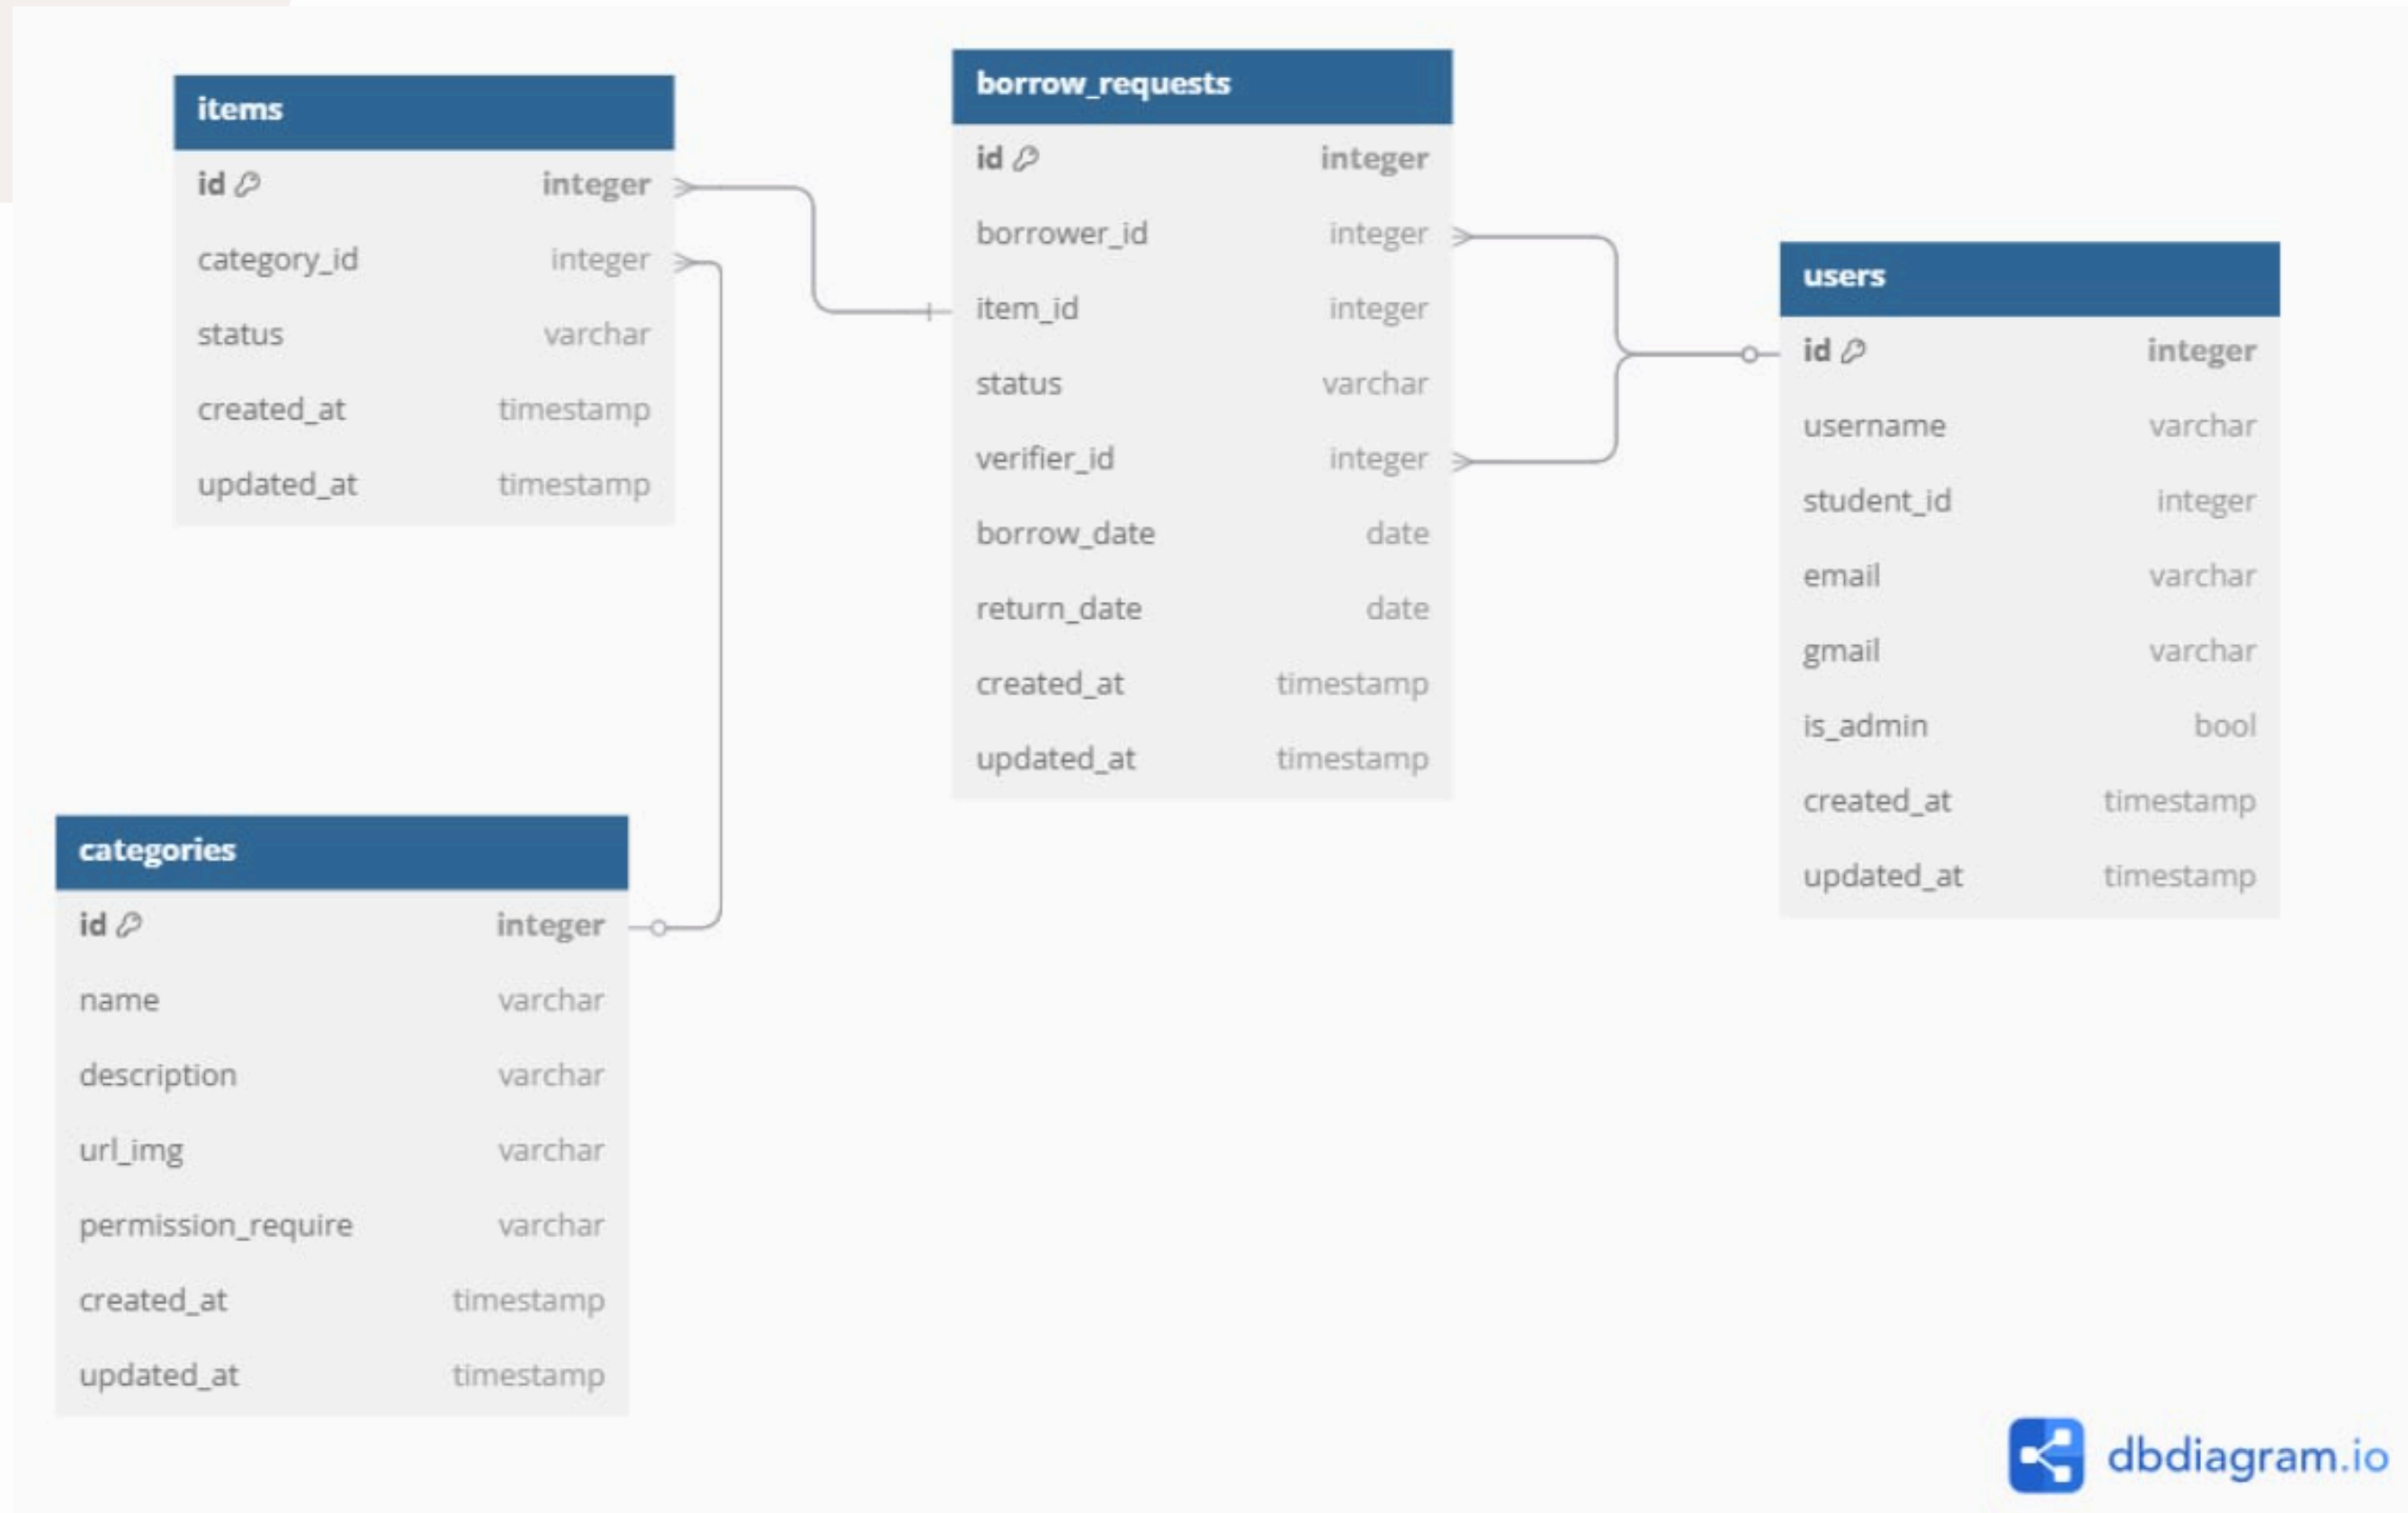 items
id integer
category_id integer
status varchar
created_at timestamp
updated_at timestamp
borrow_requests
id integer
borrower_id integer
item_id integer
status varchar
verifier_id integer
borrow_date date
return_date date
created_at timestamp
updated_at timestamp
users
id integer
username varchar
student_id integer
email varchar
gmail varchar
is_admin bool
created_at timestamp
updated_at timestamp
categories
id integer
name varchar
description varchar
url_img varchar
permission_require varchar
created_at timestamp
updated_at timestamp
dbdiagram.io